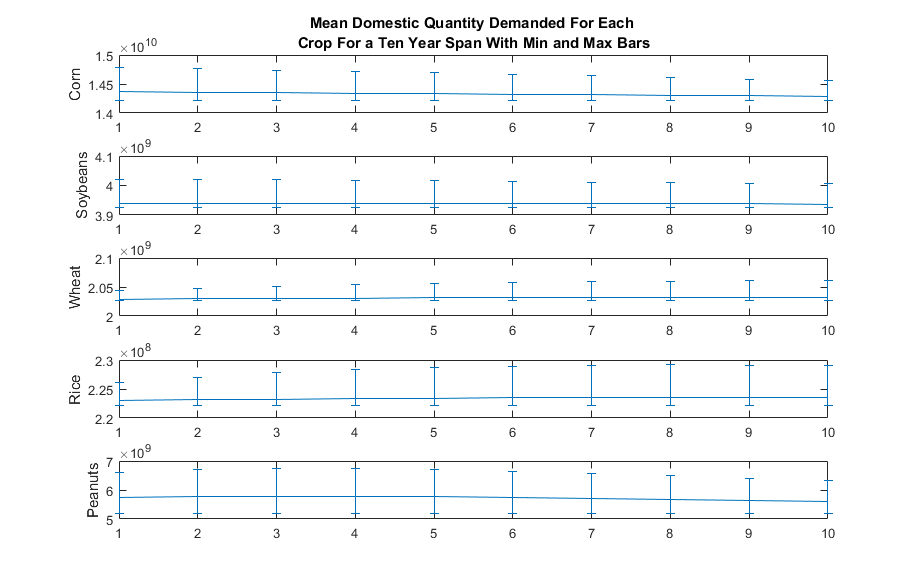 Mean Domestic Quantity Demanded For Each
Crop For a Ten Year Span With Min and Max Bars
×10^10
1.5
1.45
1.4
Corn
1 2 3 4 5 6 7 8 9 10
×10^9
4.1
4
3.9
Soybeans
1 2 3 4 5 6 7 8 9 10
×10^9
2.1
2.05
2
Wheat
1 2 3 4 5 6 7 8 9 10
×10^8
2.3
2.25
2.2
Rice
1 2 3 4 5 6 7 8 9 10
×10^9
7
6
5
Peanuts
1 2 3 4 5 6 7 8 9 10